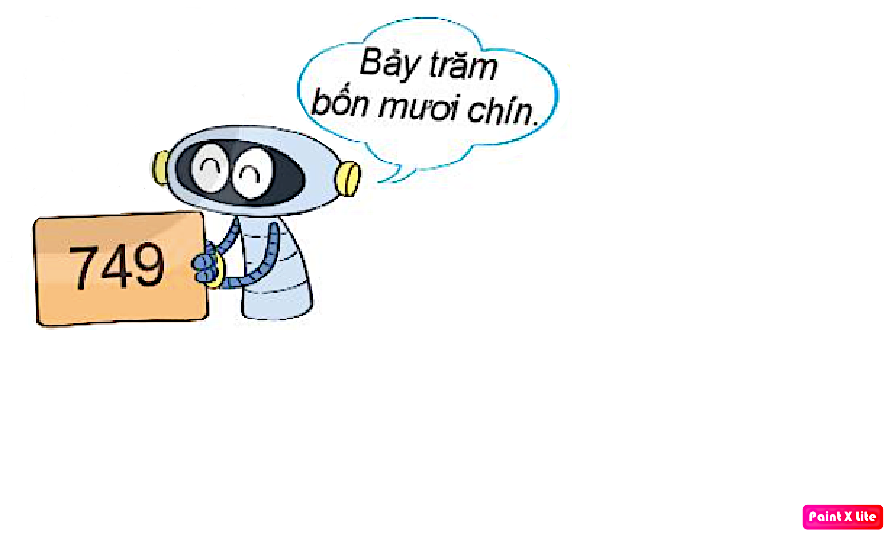 Bảy trăm
bốn mươi chín.
749
Paint X lite